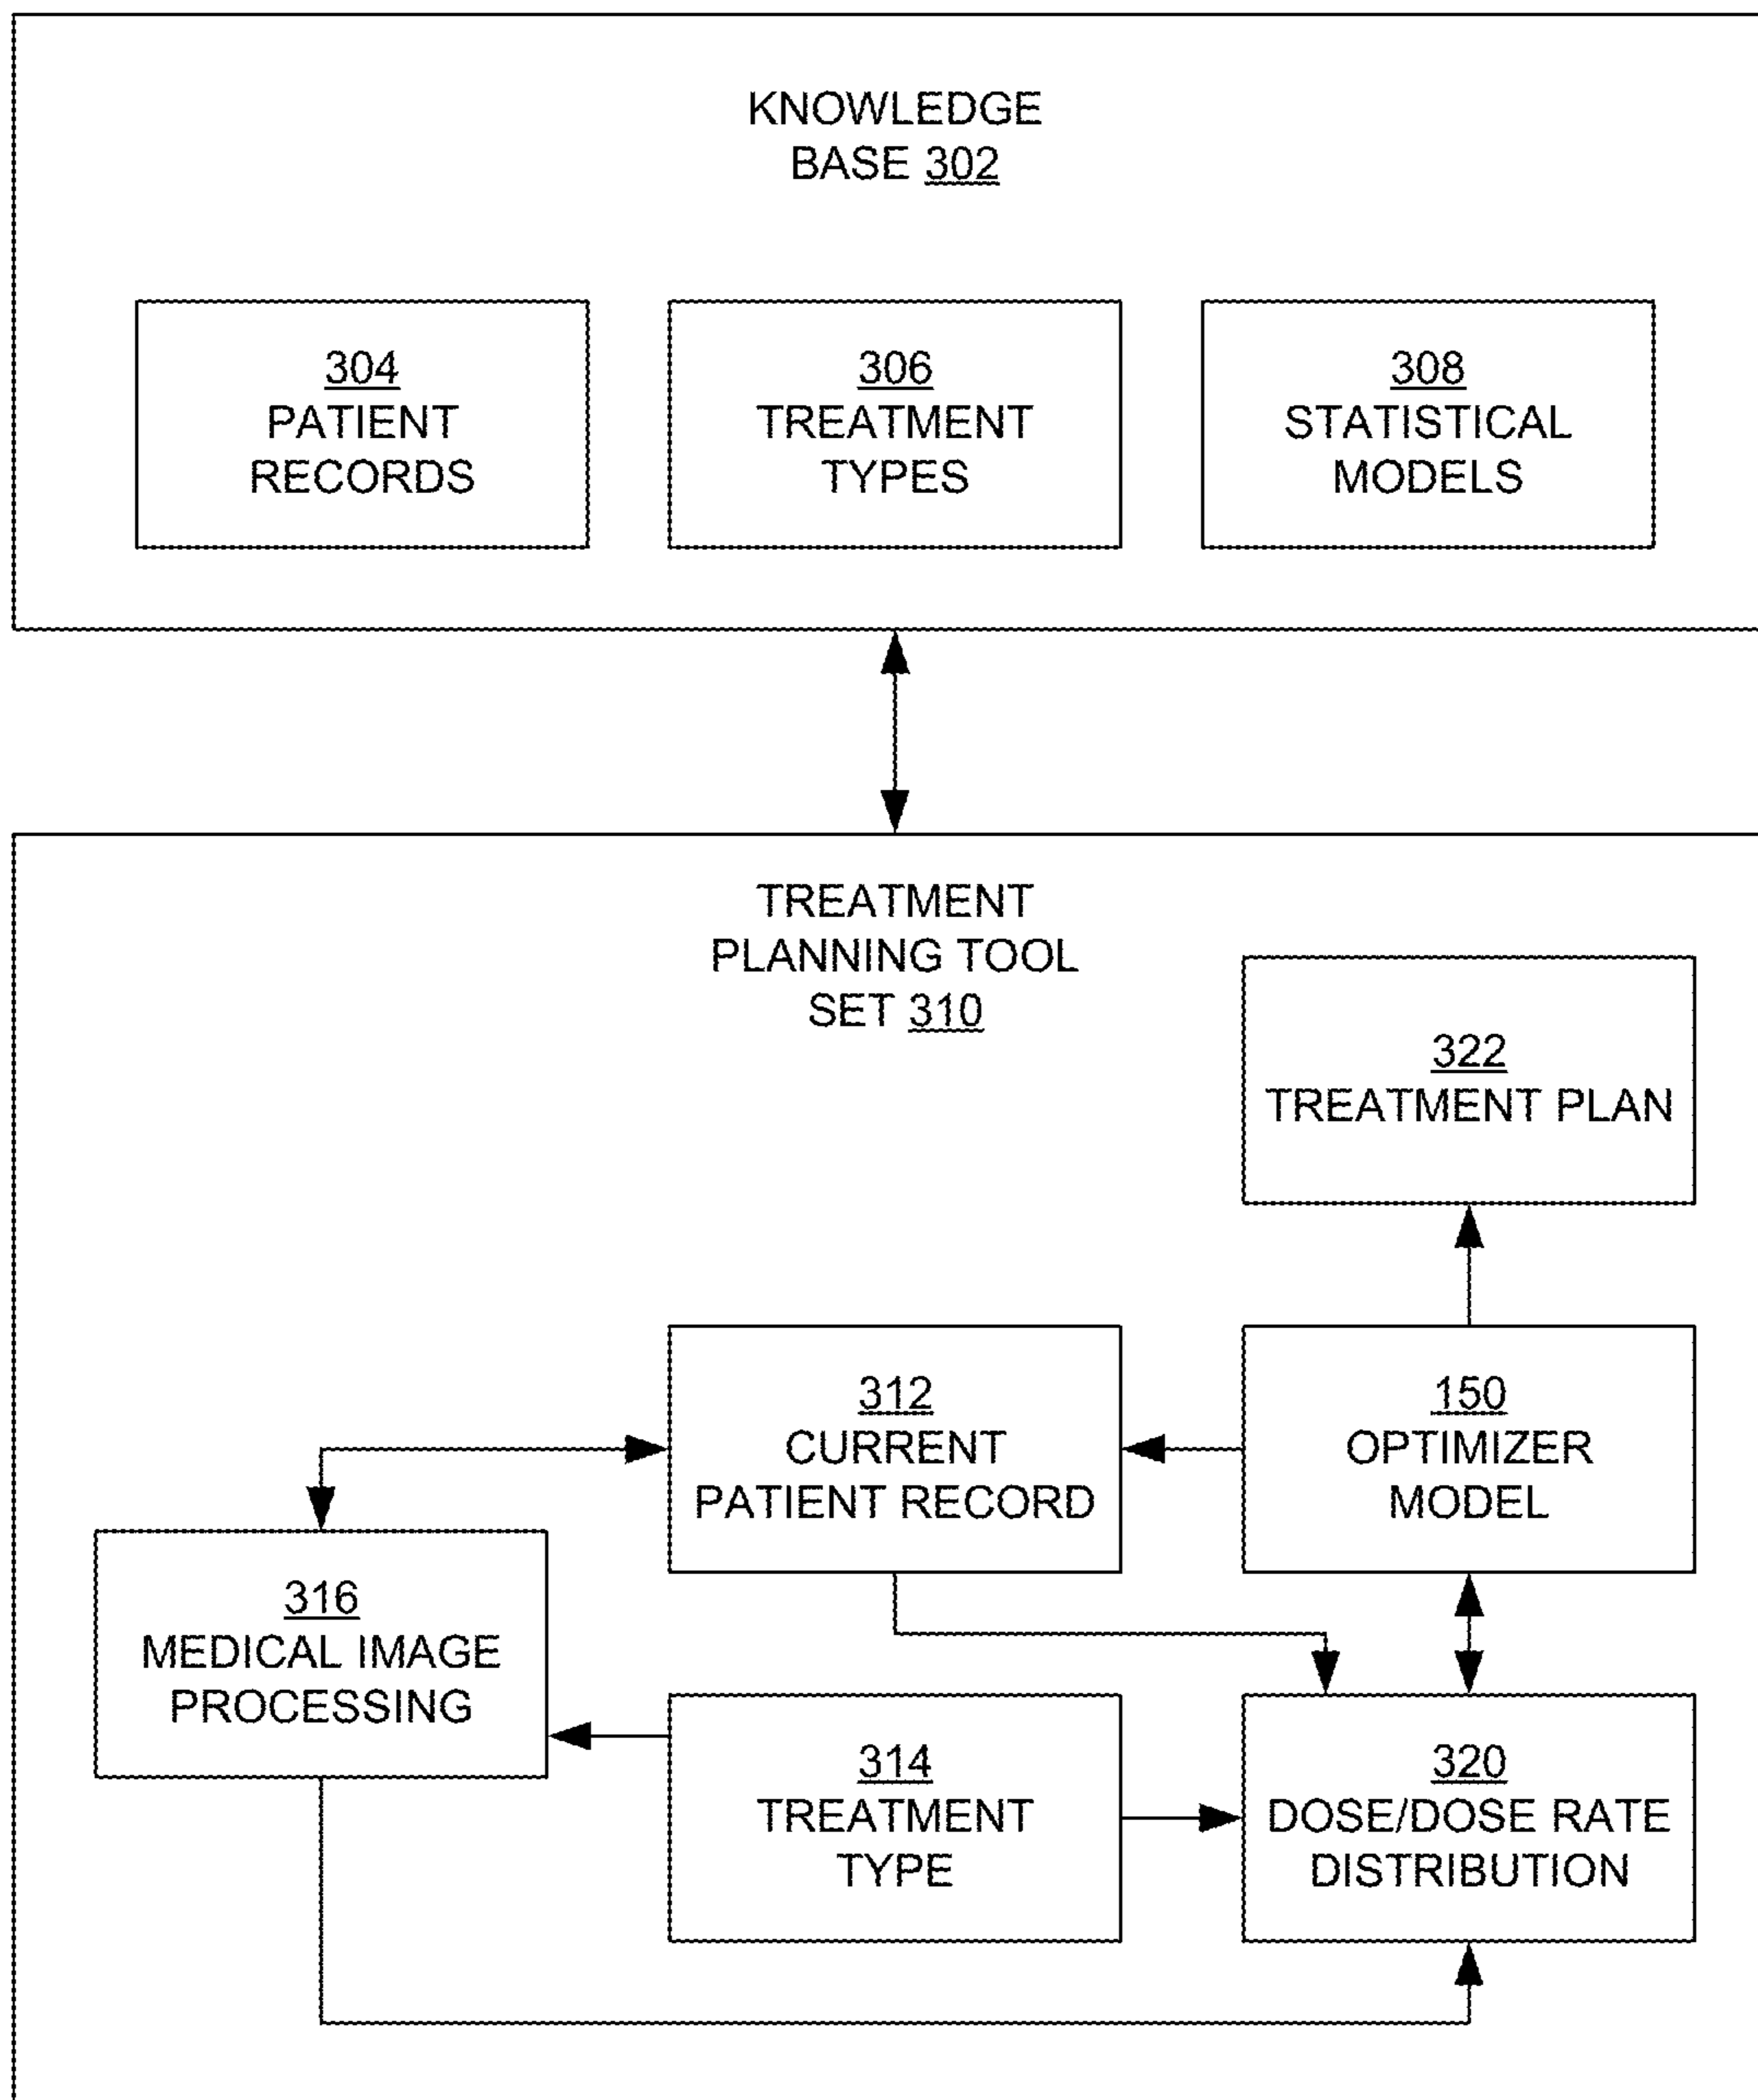 KNOWLEDGE
BASE 302
304
PATIENT
RECORDS
306
TREATMENT
TYPES
308
STATISTICAL
MODELS
TREATMENT
PLANNING TOOL
SET 310
322
TREATMENT PLAN
312
CURRENT
PATIENT RECORD
150
OPTIMIZER
MODEL
316
MEDICAL IMAGE
PROCESSING
314
TREATMENT
TYPE
320
DOSE/DOSE RATE
DISTRIBUTION